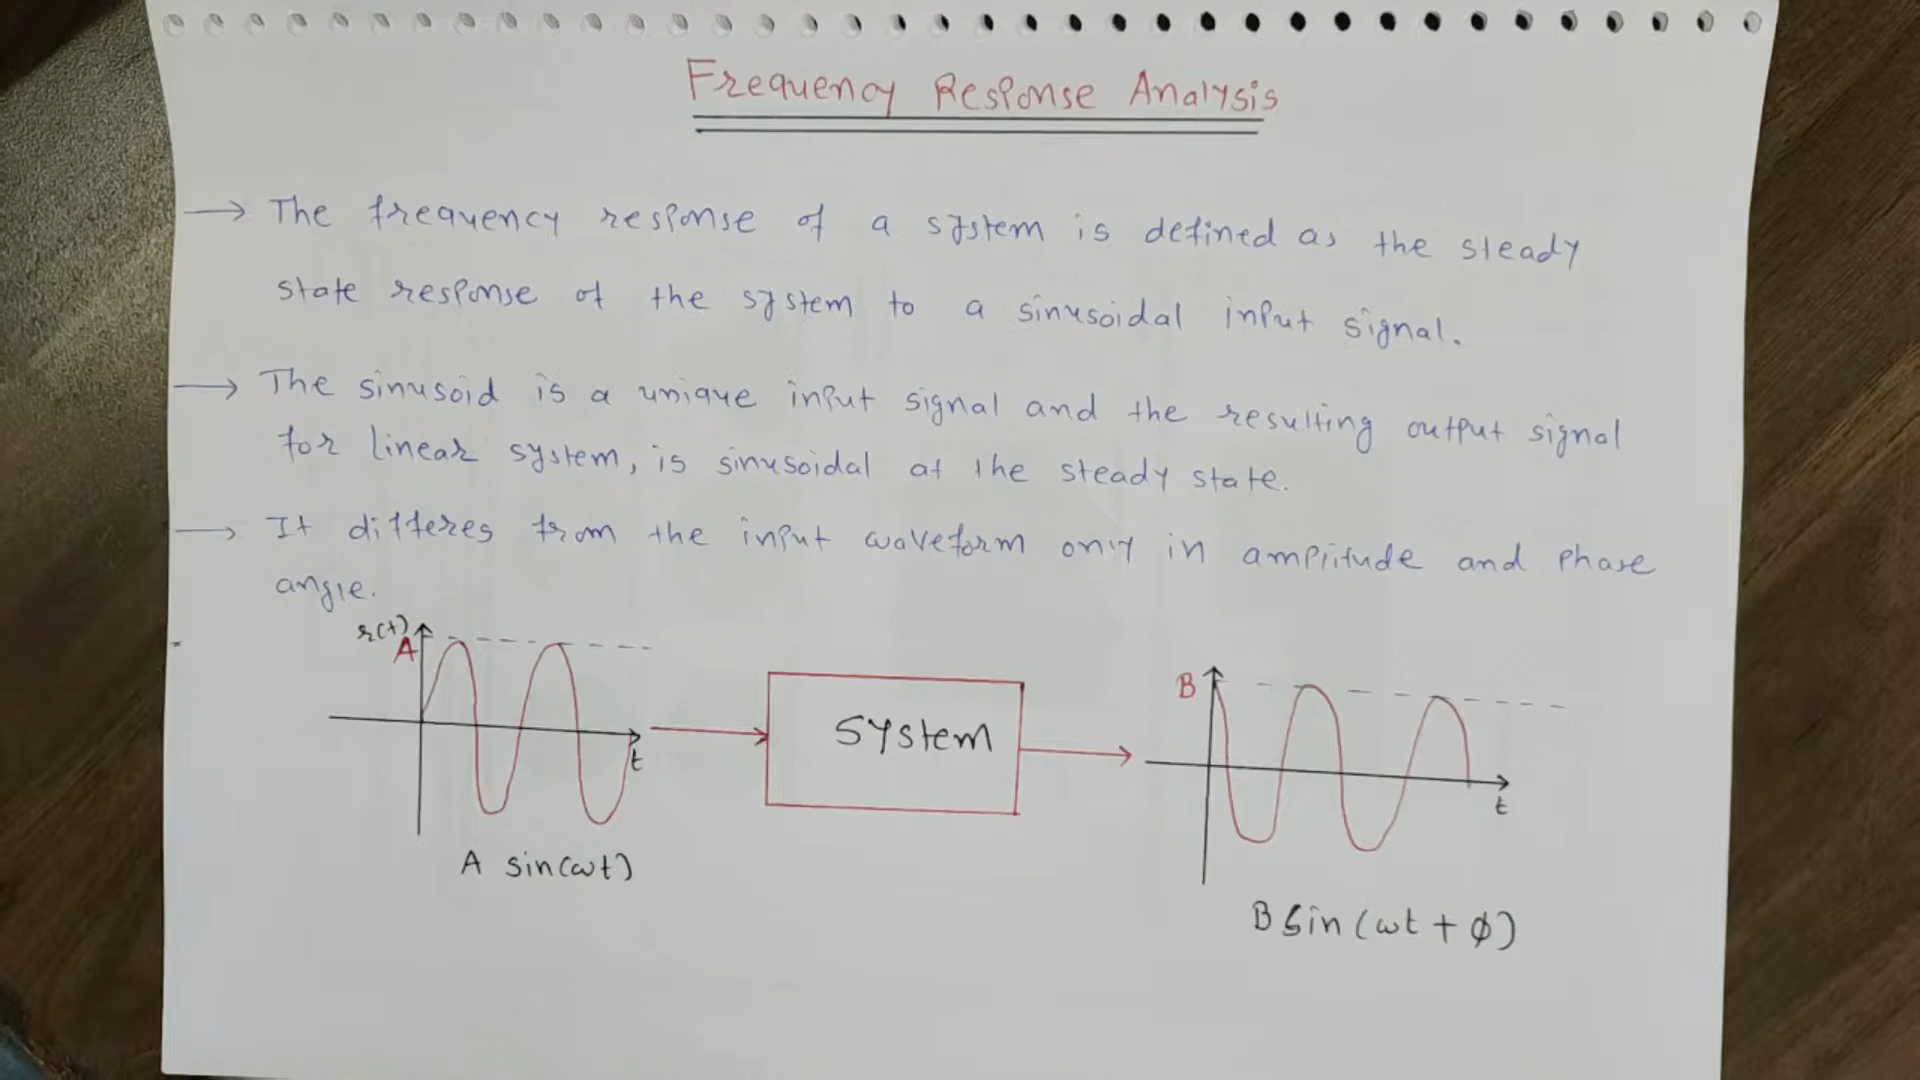 Frequency Response Analysis
→ The frequency response of a system is defined as the steady
state response of the system to a sinusoidal input signal.
→ The sinusoid is a unique input signal and the resulting output signal
for linear system, is sinusoidal at the steady state.
→ It differes from the input waveform only in amplitude and phase
angle.
r(t)
A
B
System
t
t
A sin(ωt)
B sin(ωt + φ)